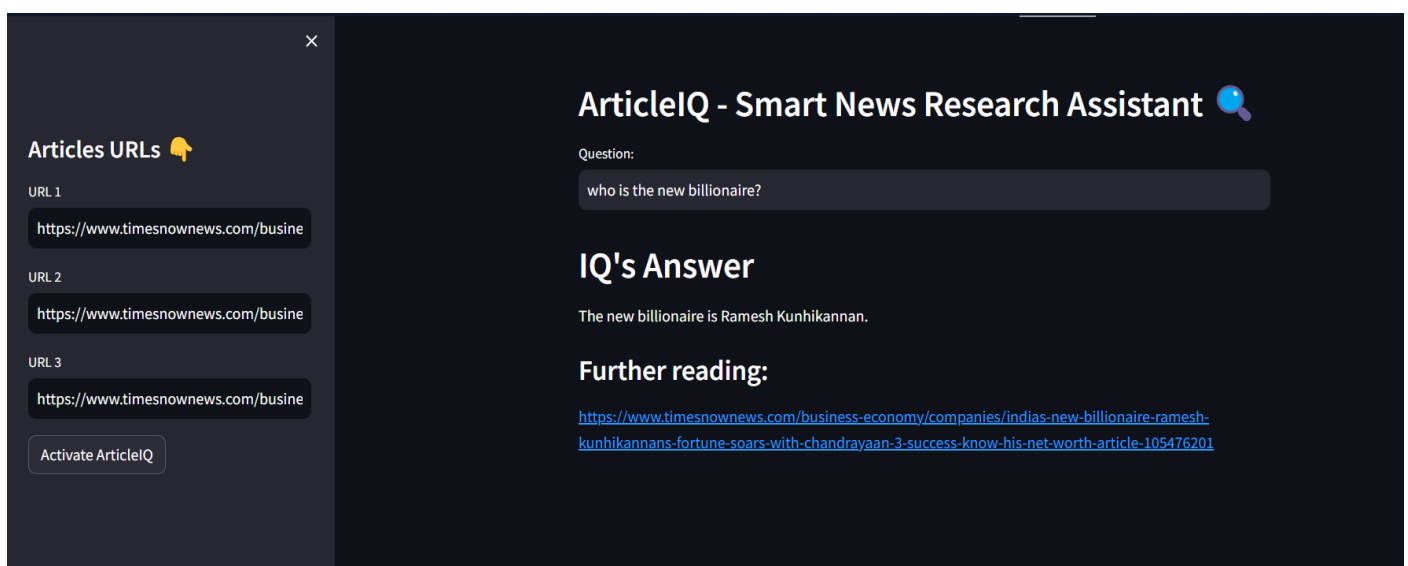 Articles URLs 👇
URL 1
https://www.timesnownews.com/busine
URL 2
https://www.timesnownews.com/busine
URL 3
https://www.timesnownews.com/busine
Activate ArticleIQ
ArticleIQ - Smart News Research Assistant 🔍
Question:
who is the new billionaire?
IQ's Answer
The new billionaire is Ramesh Kunhikannan.
Further reading:
https://www.timesnownews.com/business-economy/companies/indias-new-billionaire-ramesh-
kunhikannans-fortune-soars-with-chandrayaan-3-success-know-his-net-worth-article-105476201